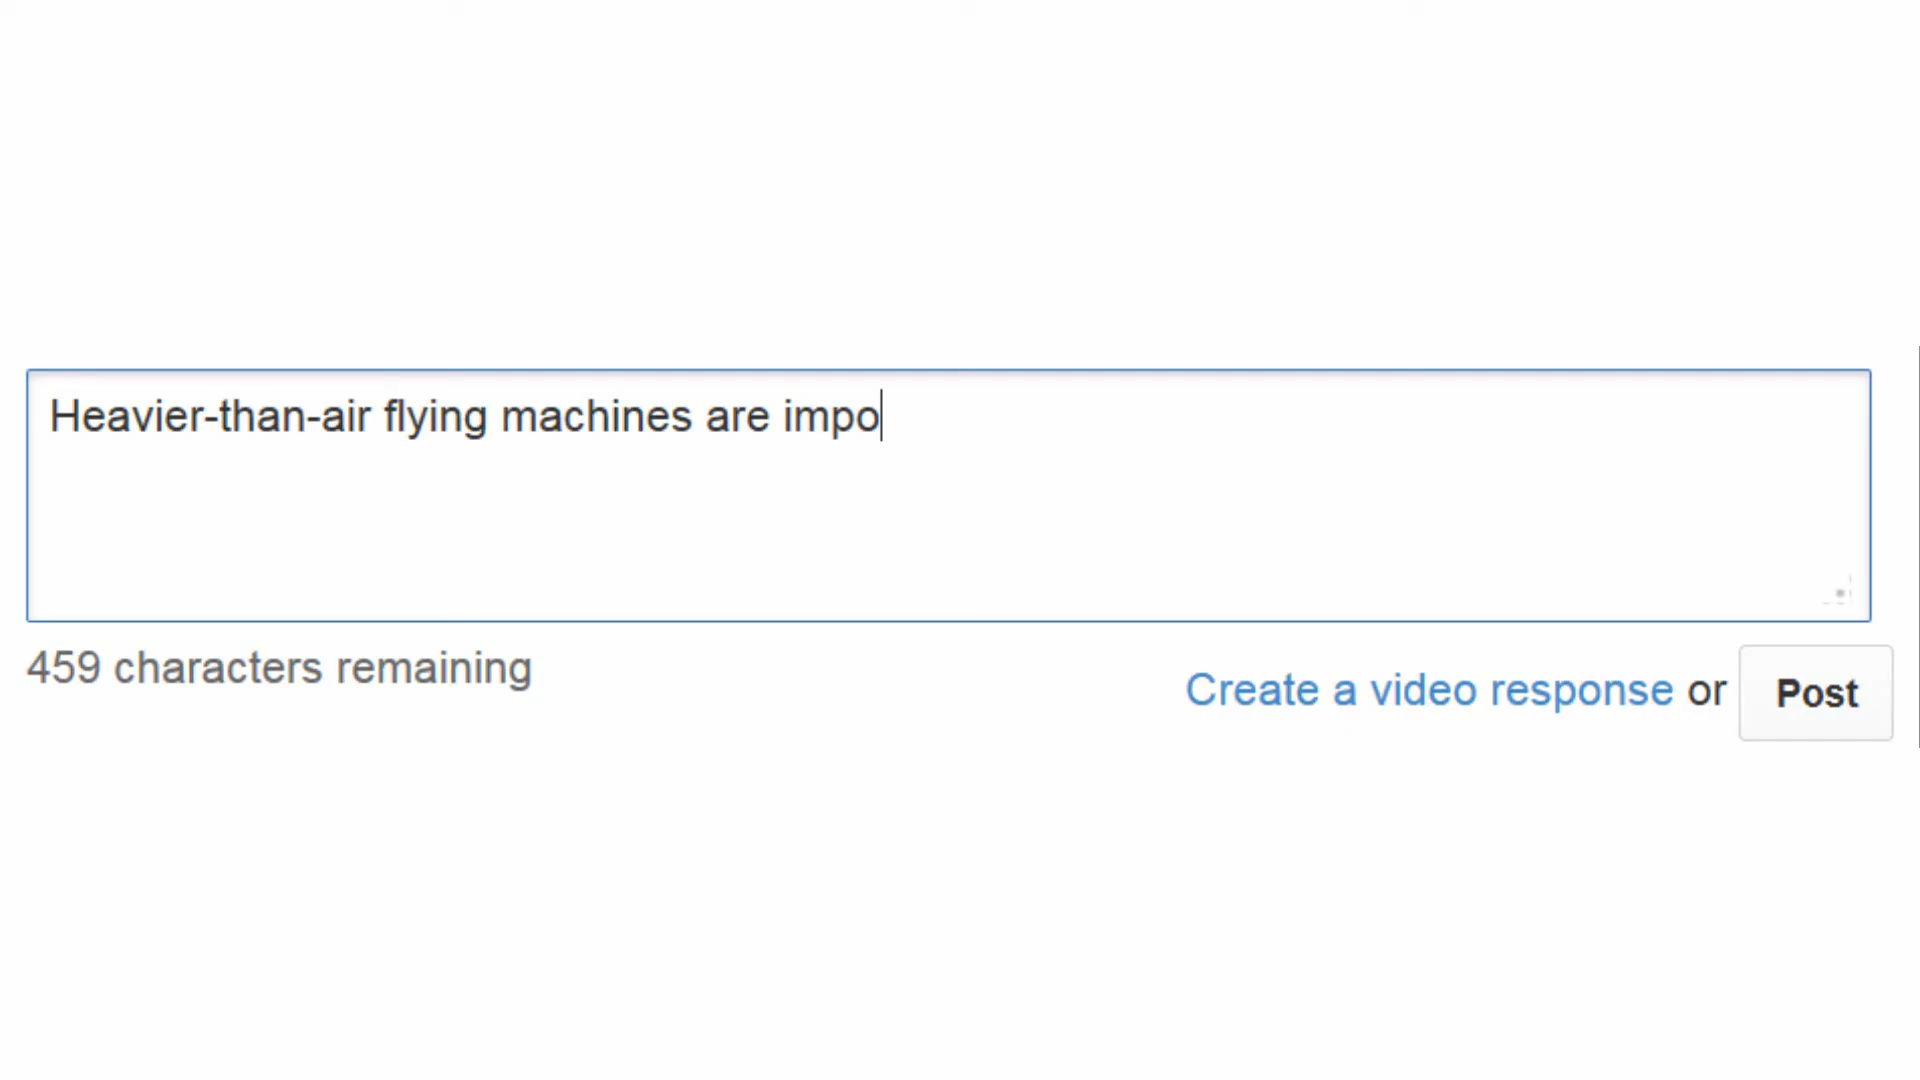 Heavier-than-air flying machines are impo
459 characters remaining
Create a video response or Post